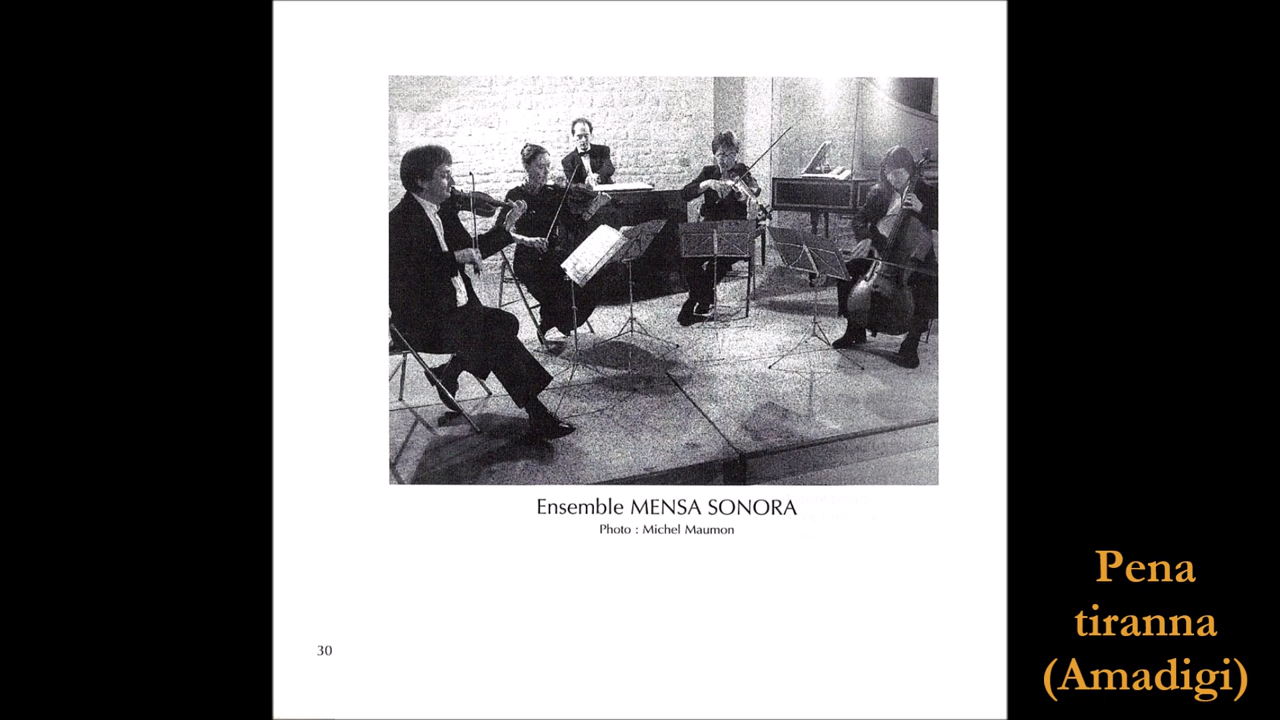 Ensemble MENSA SONORA
Photo : Michel Maumon
30
Pena
tiranna
(Amadigi)